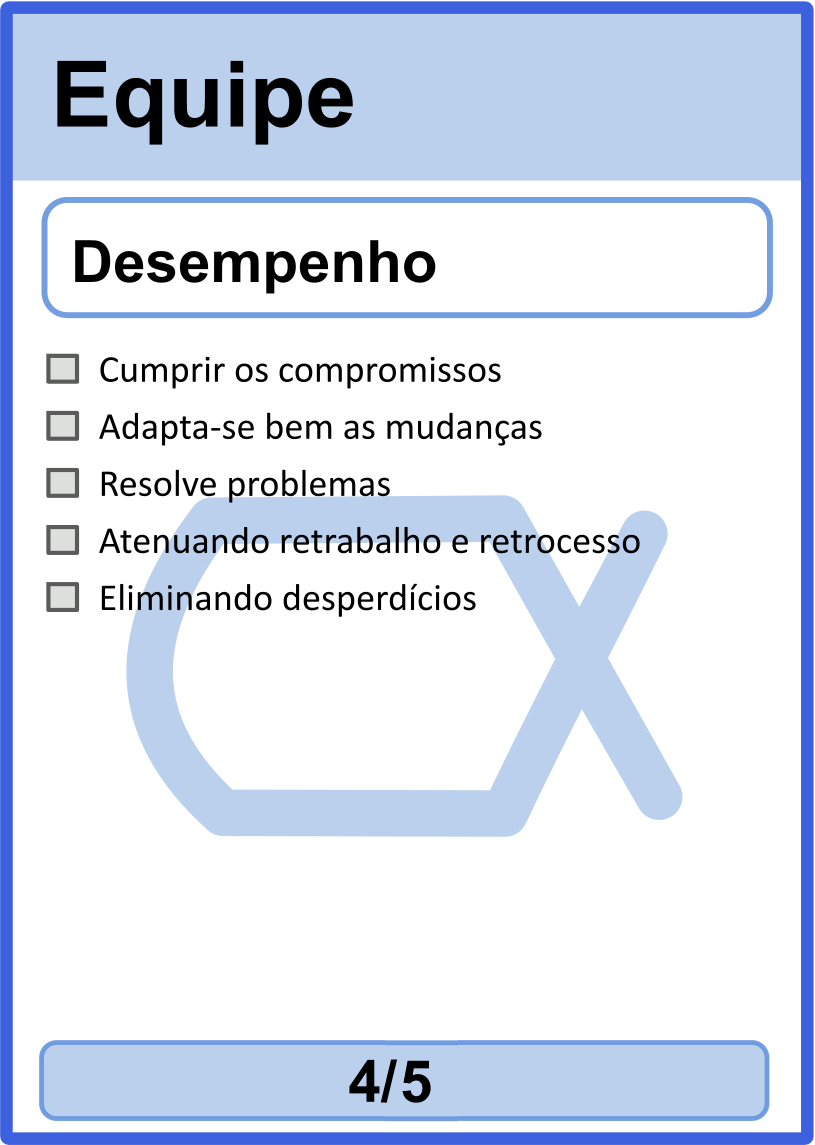 Equipe
Desempenho
Cumprir os compromissos
Adapta-se bem as mudanças
Resolve problemas
Atenuando retrabalho e retrocesso
Eliminando desperdícios
4/5